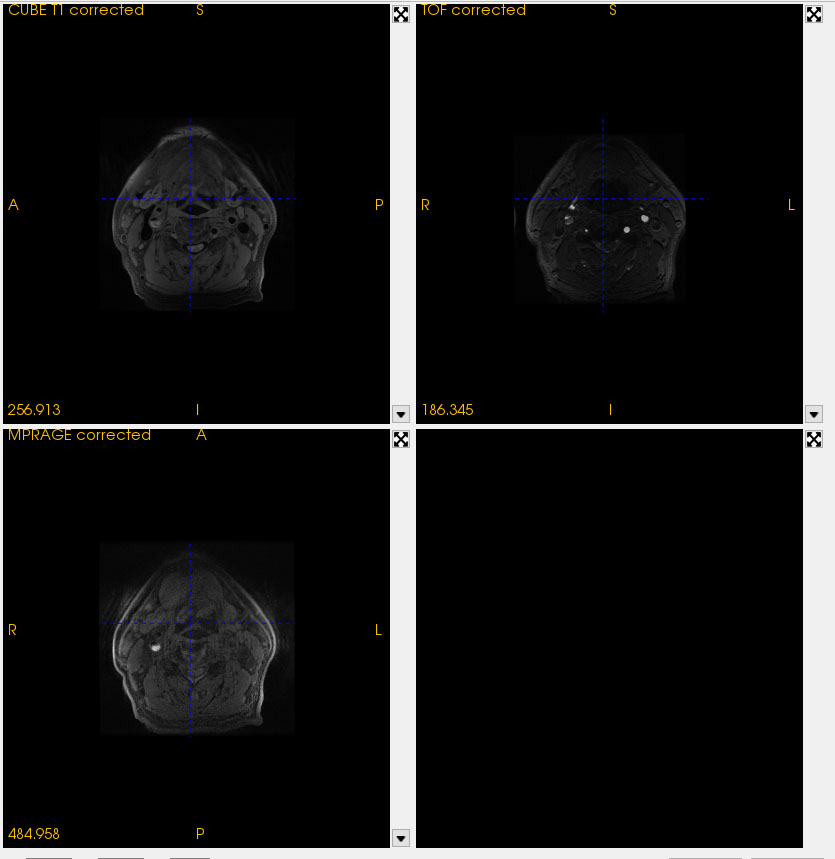 CUBE T1 corrected S
A P
256.913 I
TOF corrected S
R L
186.345 I
MPRAGE corrected A
R L
484.958 P